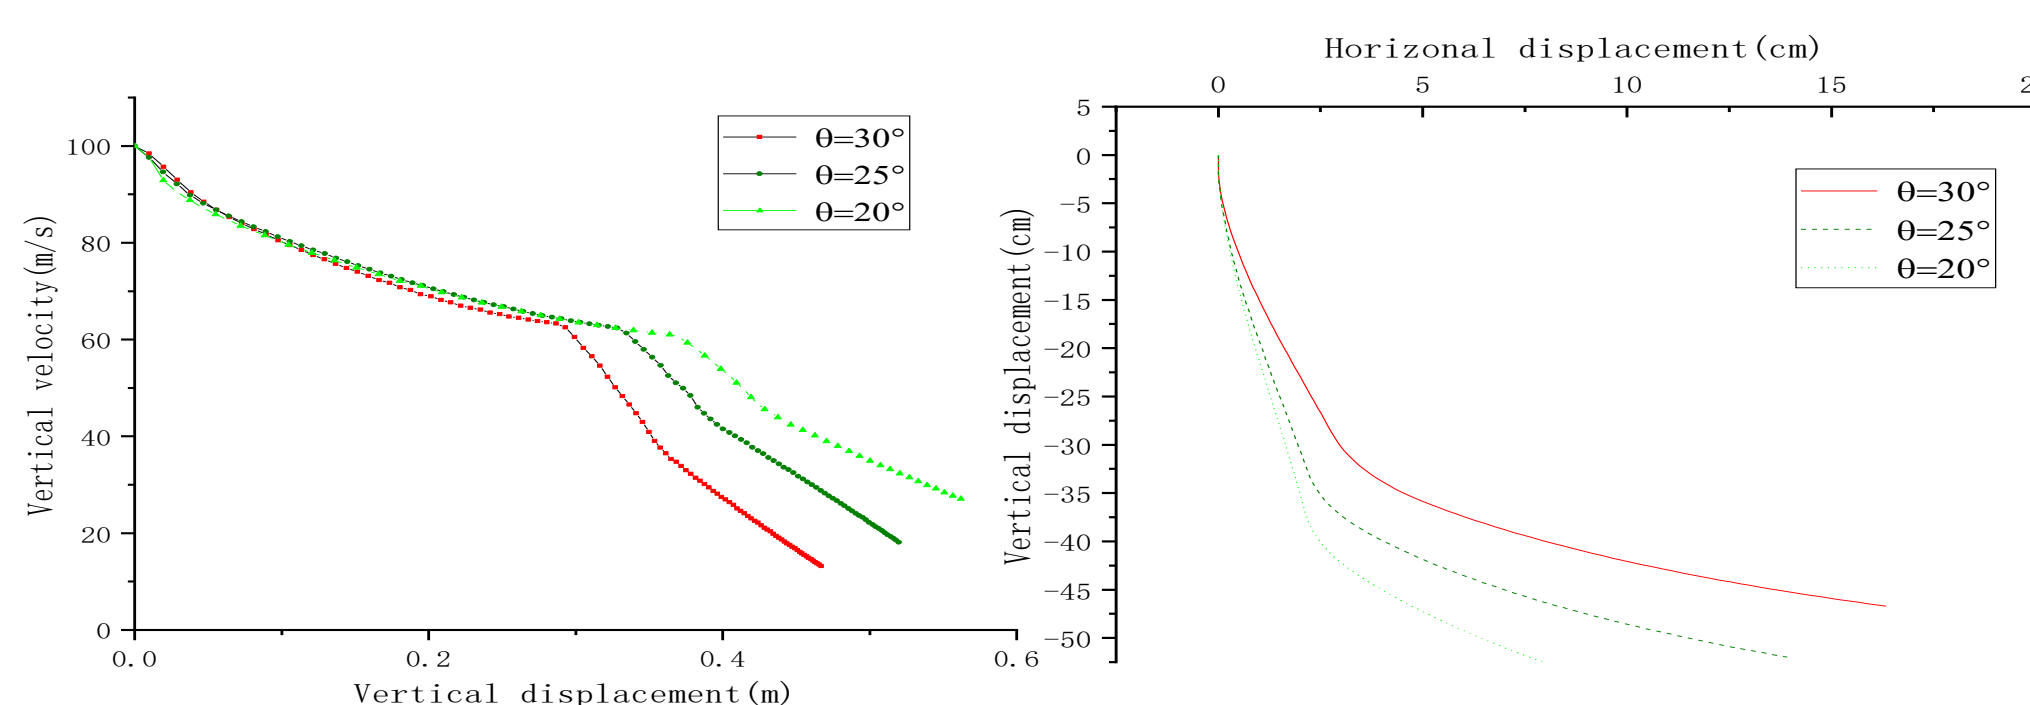 100
80
60
40
20
0
0.0 0.2 0.4 0.6
Vertical velocity(m/s)
Vertical displacement(m)
θ=30°
θ=25°
θ=20°
Horizonal displacement(cm)
0 5 10 15 2
5
0
−5
−10
−15
−20
−25
−30
−35
−40
−45
−50
Vertical displacement(cm)
θ=30°
θ=25°
θ=20°